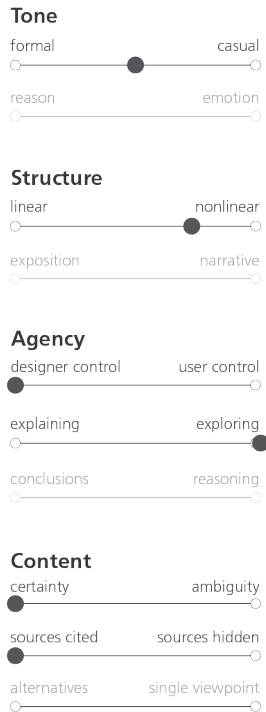 Tone
formal casual
reason emotion
Structure
linear nonlinear
exposition narrative
Agency
designer control user control
explaining exploring
conclusions reasoning
Content
certainty ambiguity
sources cited sources hidden
alternatives single viewpoint